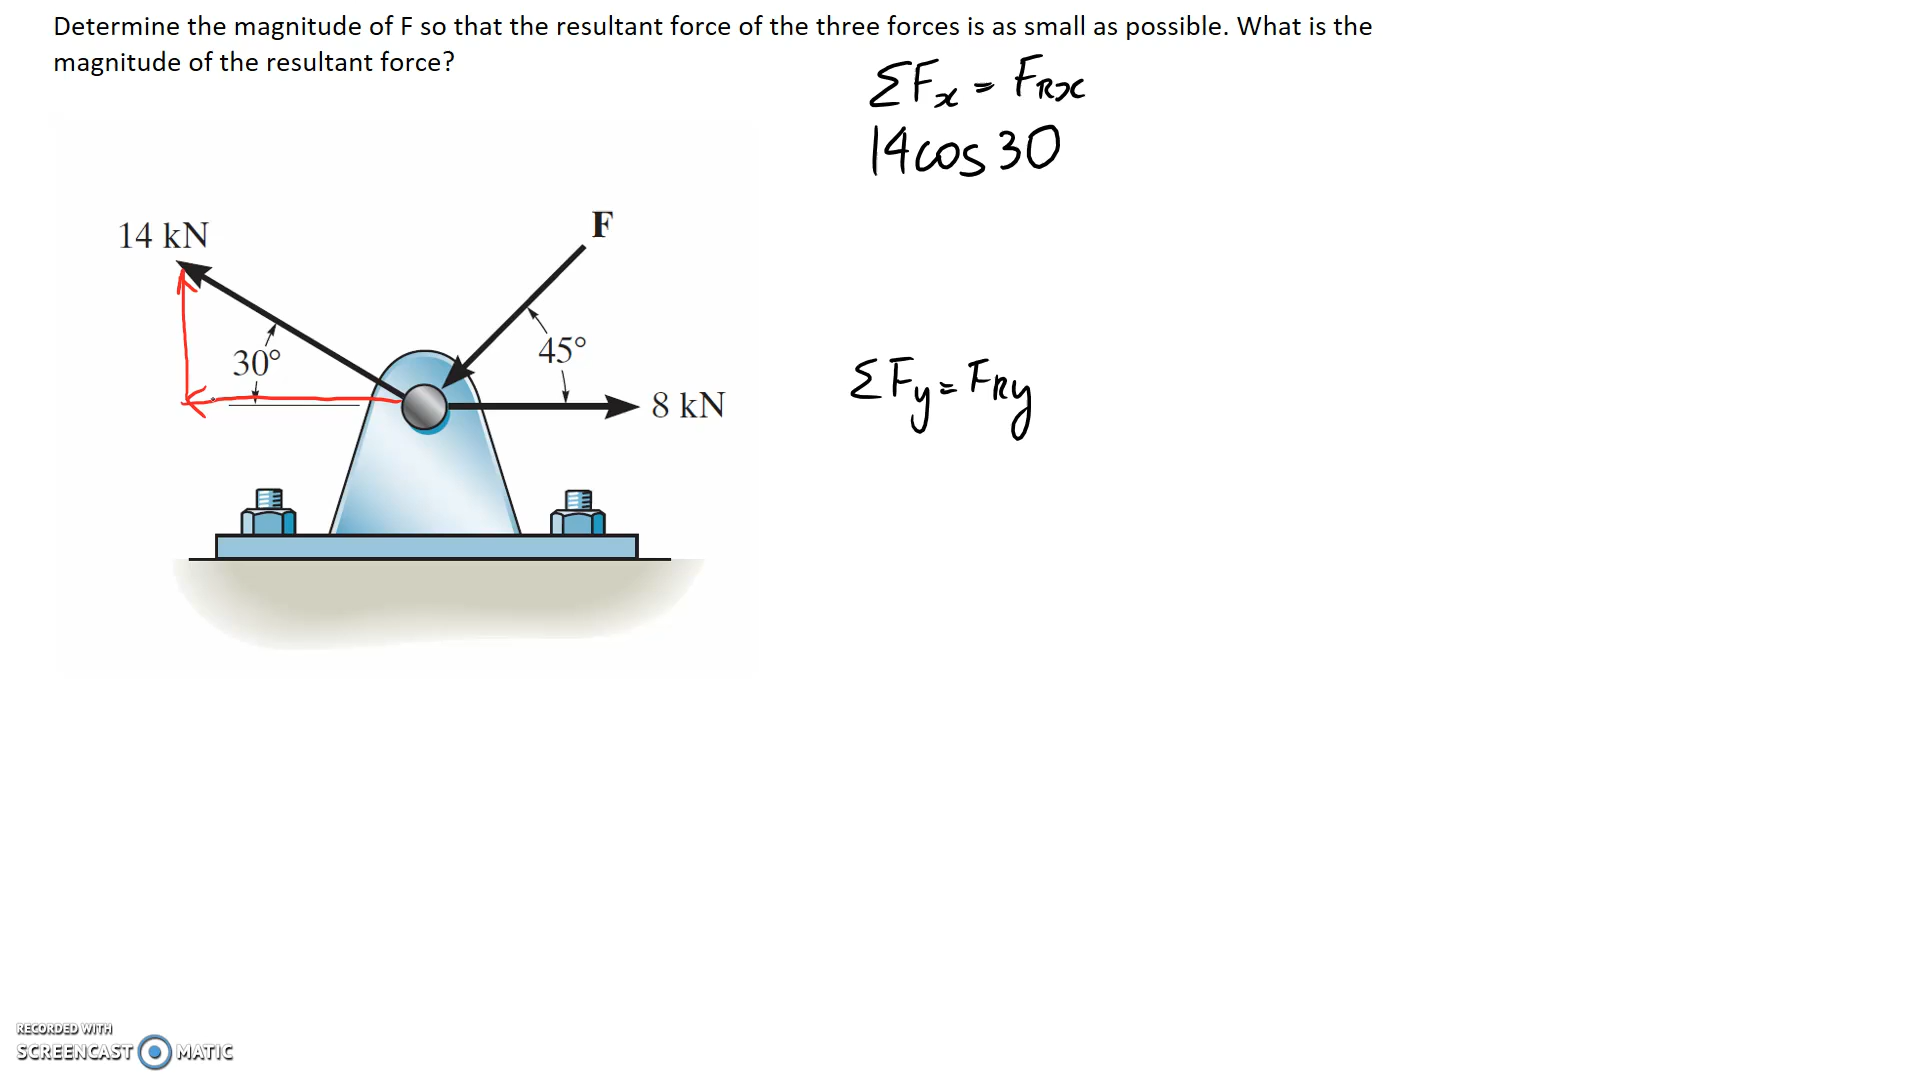 Determine the magnitude of F so that the resultant force of the three forces is as small as possible. What is the
magnitude of the resultant force?
ΣFx = FRx
14cos30
14 kN
F
30°
45°
8 kN
ΣFy = FRy
RECORDED WITH
SCREENCAST MATIC